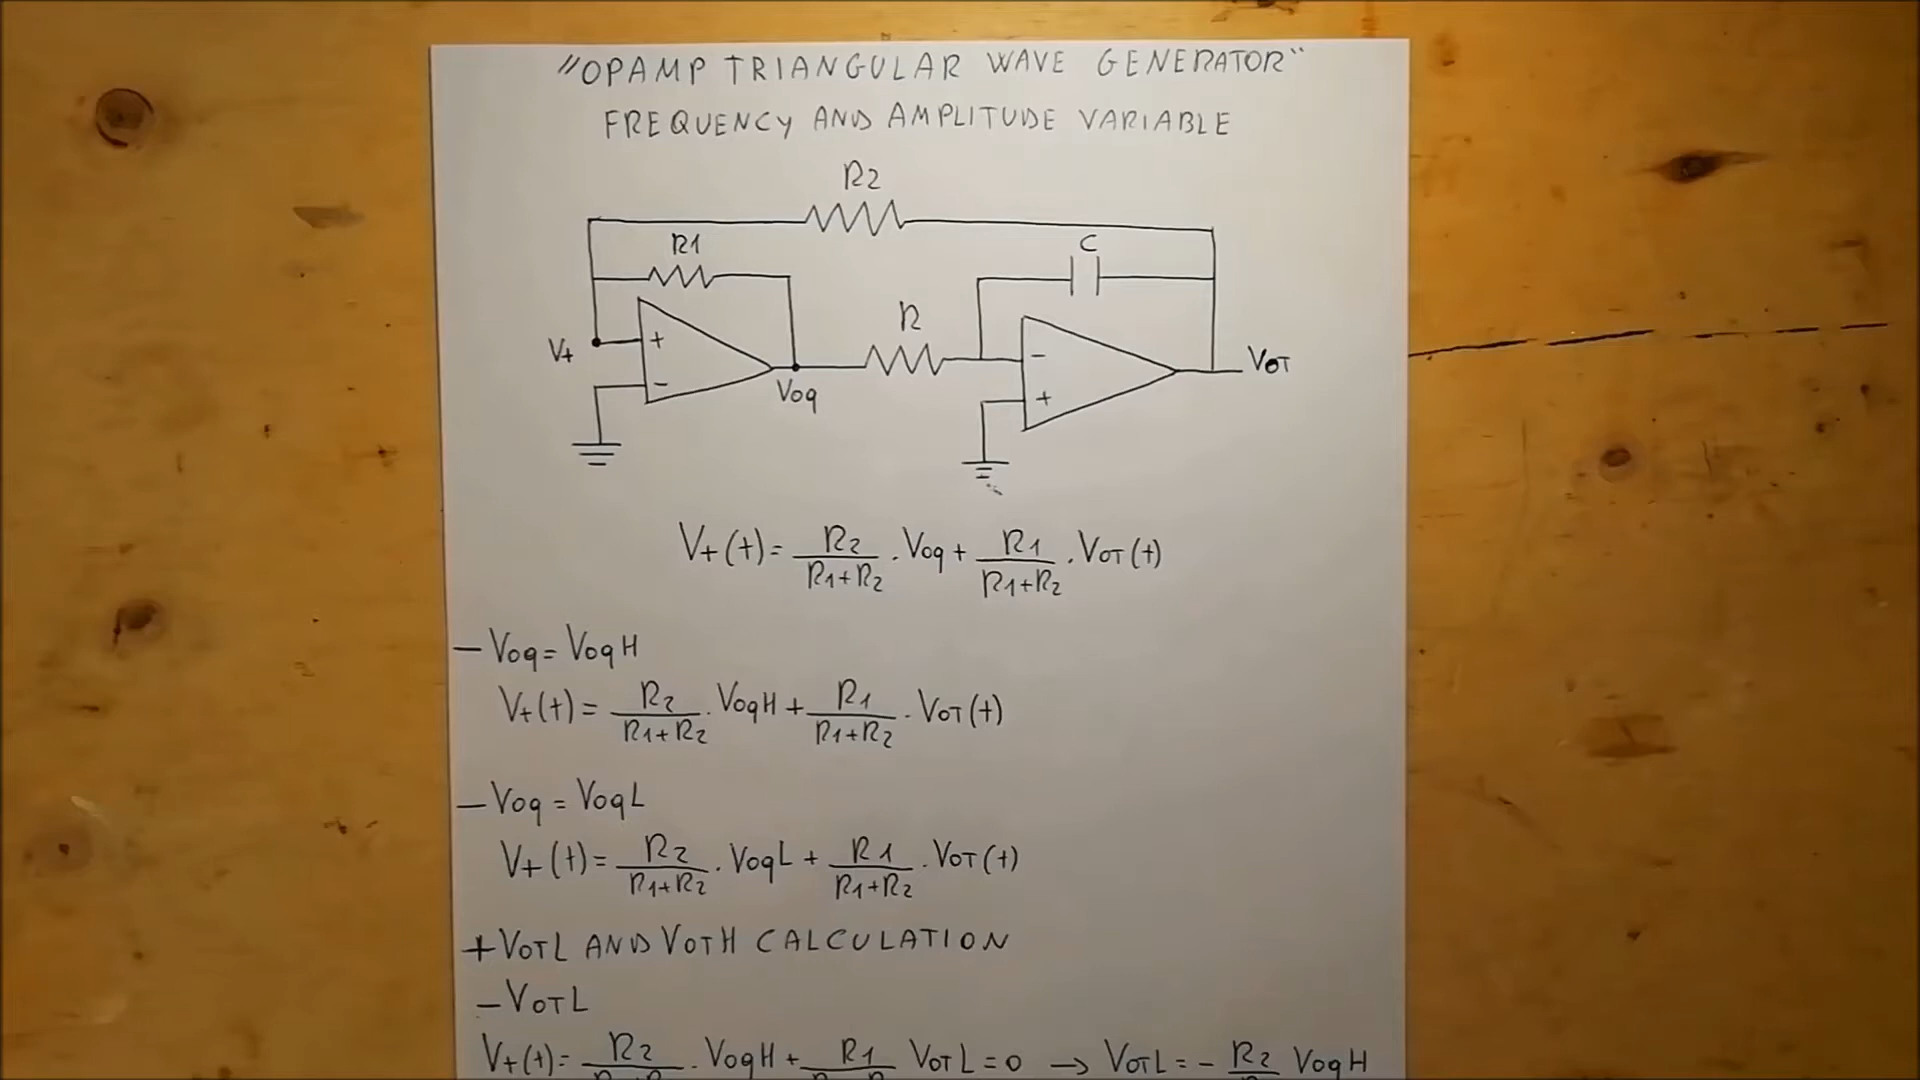 "OPAMP TRIANGULAR WAVE GENERATOR"
FREQUENCY AND AMPLITUDE VARIABLE
R2
R1
C
R
V+
+
-
Voq
-
+
VOT
V+(t) = R2/(R1+R2) . Voq + R1/(R1+R2) . VOT(t)
- Voq = VoqH
V+(t) = R2/(R1+R2) . VoqH + R1/(R1+R2) . VOT(t)
- Voq = VoqL
V+(t) = R2/(R1+R2) . VoqL + R1/(R1+R2) . VOT(t)
+ VOTL AND VOTH CALCULATION
- VOTL
V+(t) = R2 . VoqH + R1 VOTL = 0 → VOTL = - R2 VoqH